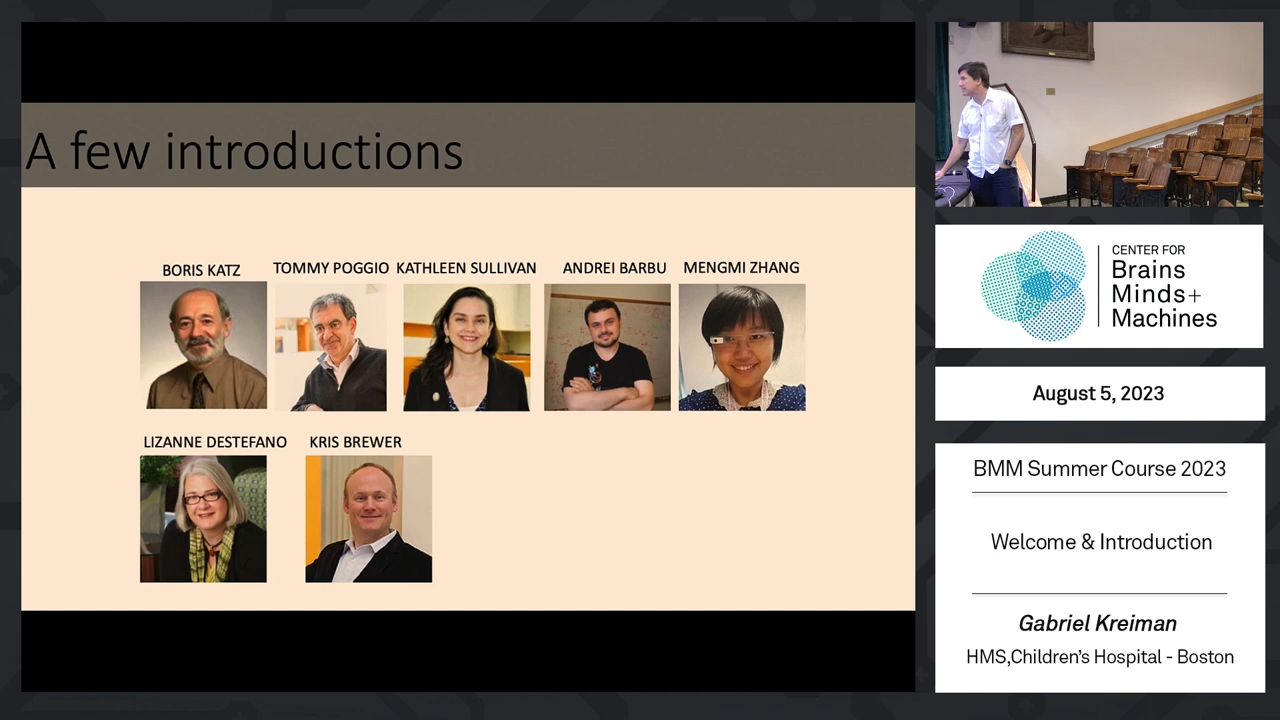 A few introductions
BORIS KATZ
TOMMY POGGIO
KATHLEEN SULLIVAN
ANDREI BARBU
MENGMI ZHANG
LIZANNE DESTEFANO
KRIS BREWER
CENTER FOR
Brains
Minds+
Machines
August 5, 2023
BMM Summer Course 2023
Welcome & Introduction
Gabriel Kreiman
HMS,Children's Hospital - Boston